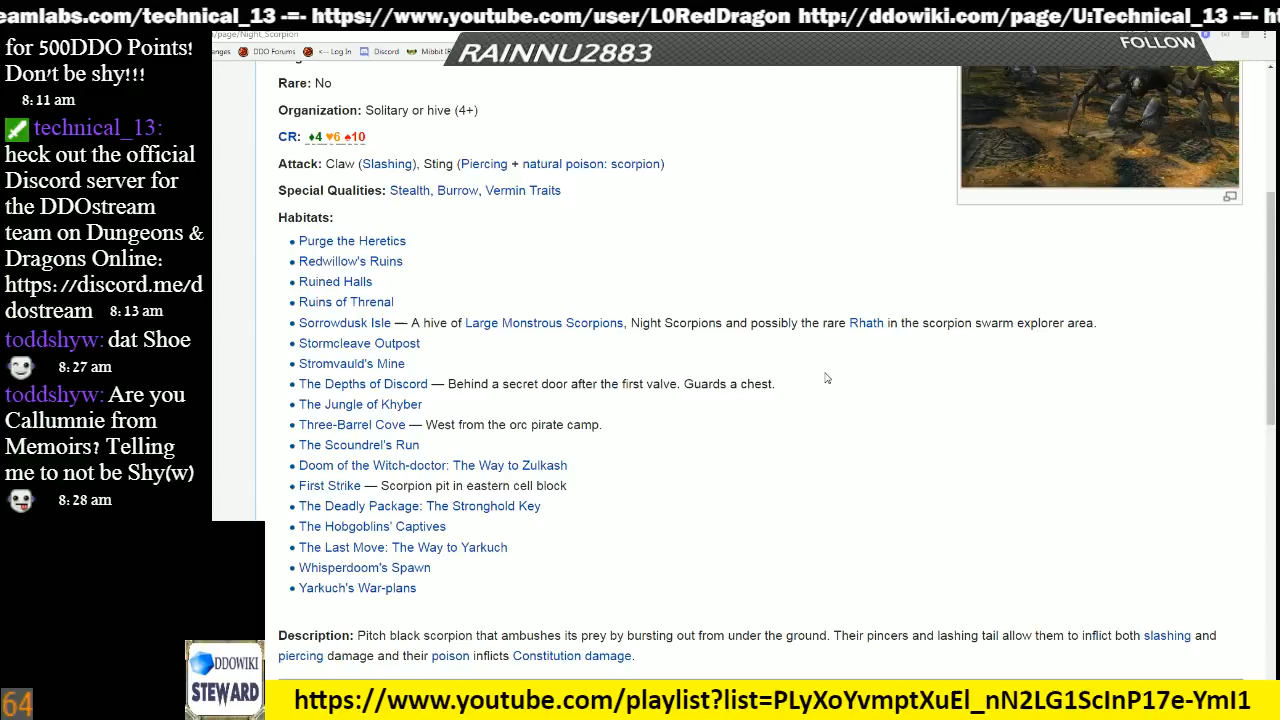 eamlabs.com/technical_13 -=- https://www.youtube.com/user/L0RedDragon http://ddowiki.com/page/U:Technical_13 -=- ht
/page/Night_Scorpion
anges DDO Forums <-- Log In Discord Mibbit
RAINNU2883
FOLLOW
for 500DDO Points!
Don't be shy!!!
8:11 am
technical_13:
heck out the official
Discord server for
the DDOstream
team on Dungeons &
Dragons Online:
https://discord.me/d
dostream 8:13 am
toddshyw: dat Shoe
8:27 am
toddshyw: Are you
Callumnie from
Memoirs? Telling
me to not be Shy(w)
8:28 am
Rare: No
Organization: Solitary or hive (4+)
CR: ♦4 ♥6 ♠10
Attack: Claw (Slashing), Sting (Piercing + natural poison: scorpion)
Special Qualities: Stealth, Burrow, Vermin Traits
Habitats:
• Purge the Heretics
• Redwillow's Ruins
• Ruined Halls
• Ruins of Threnal
• Sorrowdusk Isle — A hive of Large Monstrous Scorpions, Night Scorpions and possibly the rare Rhath in the scorpion swarm explorer area.
• Stormcleave Outpost
• Stromvauld's Mine
• The Depths of Discord — Behind a secret door after the first valve. Guards a chest.
• The Jungle of Khyber
• Three-Barrel Cove — West from the orc pirate camp.
• The Scoundrel's Run
• Doom of the Witch-doctor: The Way to Zulkash
• First Strike — Scorpion pit in eastern cell block
• The Deadly Package: The Stronghold Key
• The Hobgoblins' Captives
• The Last Move: The Way to Yarkuch
• Whisperdoom's Spawn
• Yarkuch's War-plans
Description: Pitch black scorpion that ambushes its prey by bursting out from under the ground. Their pincers and lashing tail allow them to inflict both slashing and
piercing damage and their poison inflicts Constitution damage.
DDOWIKI
STEWARD
64
https://www.youtube.com/playlist?list=PLyXoYvmptXuEl_nN2LG1ScInP17e-YmI1